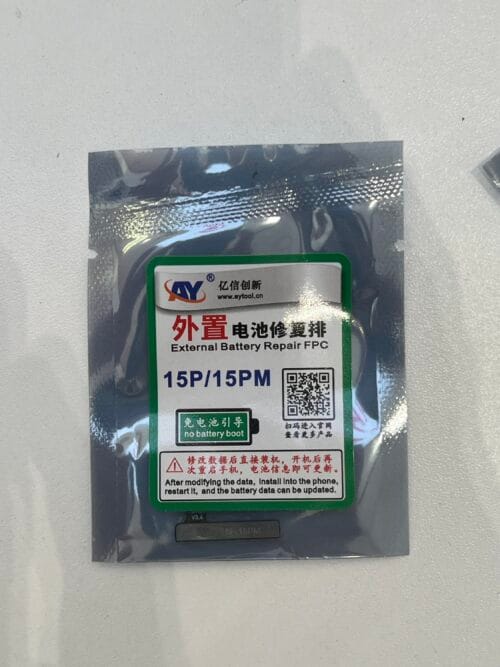 AY® 亿信创新
www.aytool.cn
外置电池修复排
External Battery Repair FPC
15P/15PM
免电池引导
no battery boot
扫码进入官网
查看更多产品
修改数据后直接装机，开机后再
次重启手机，电池信息即可更新。
After modifying the data, Install into the phone,
restart it, and the battery data can be updated.
V3.4